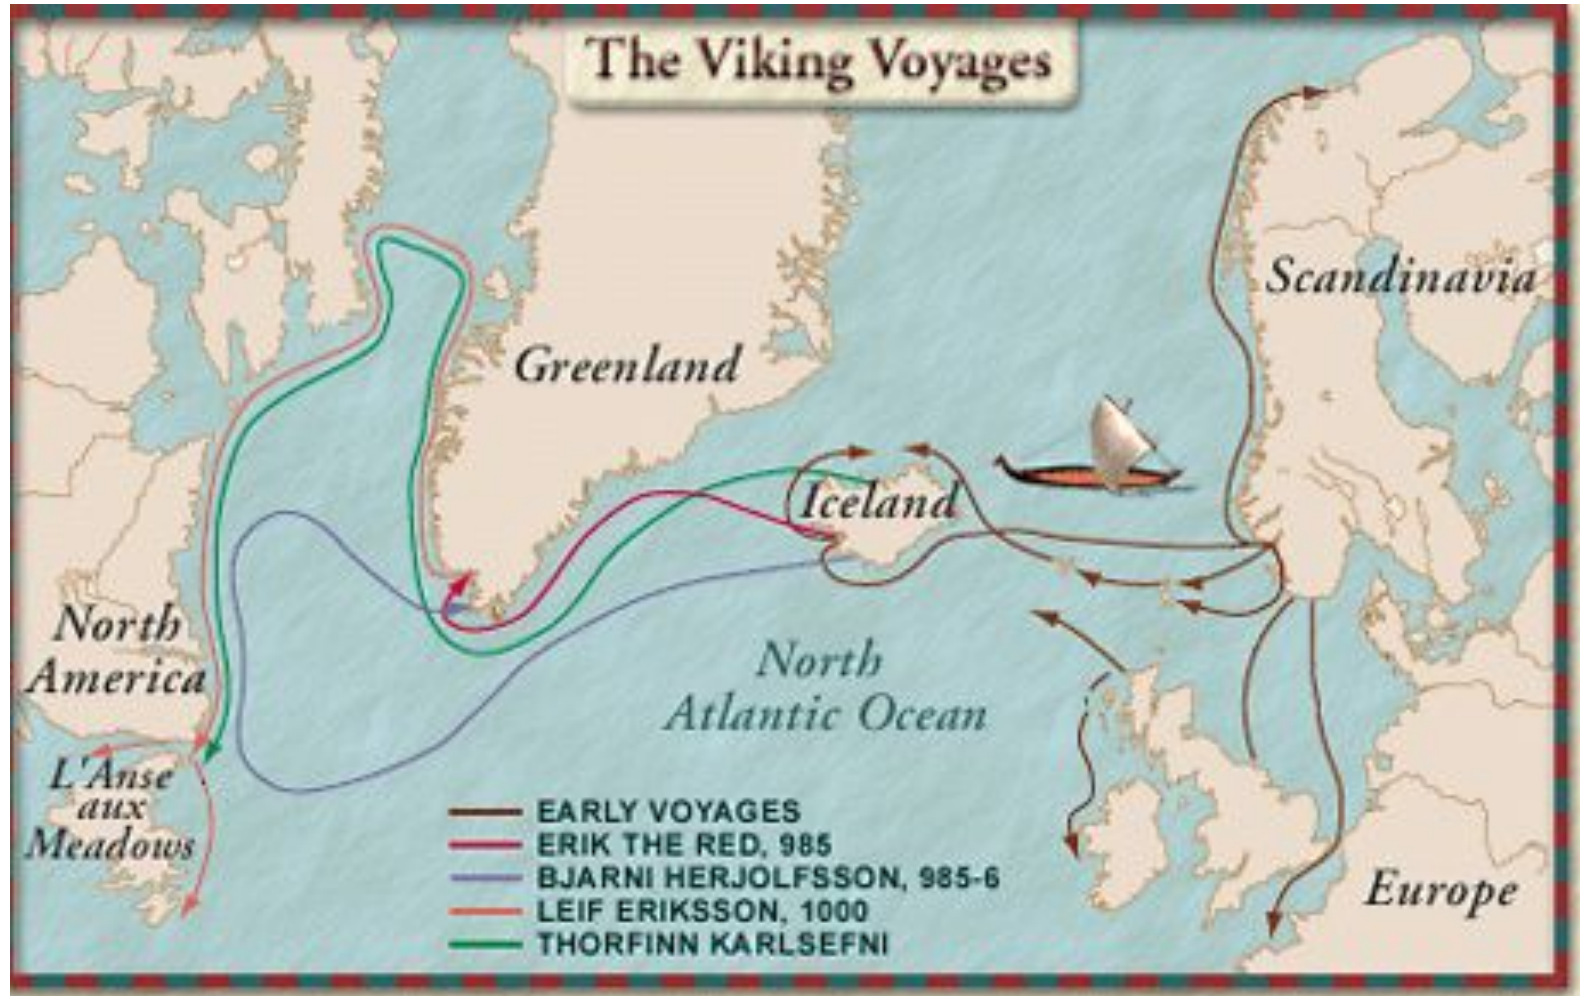 The Viking Voyages
Scandinavia
Greenland
Iceland
North
America
North
Atlantic Ocean
L'Anse
aux
Meadows
Europe
EARLY VOYAGES
ERIK THE RED, 985
BJARNI HERJOLFSSON, 985-6
LEIF ERIKSSON, 1000
THORFINN KARLSEFNI